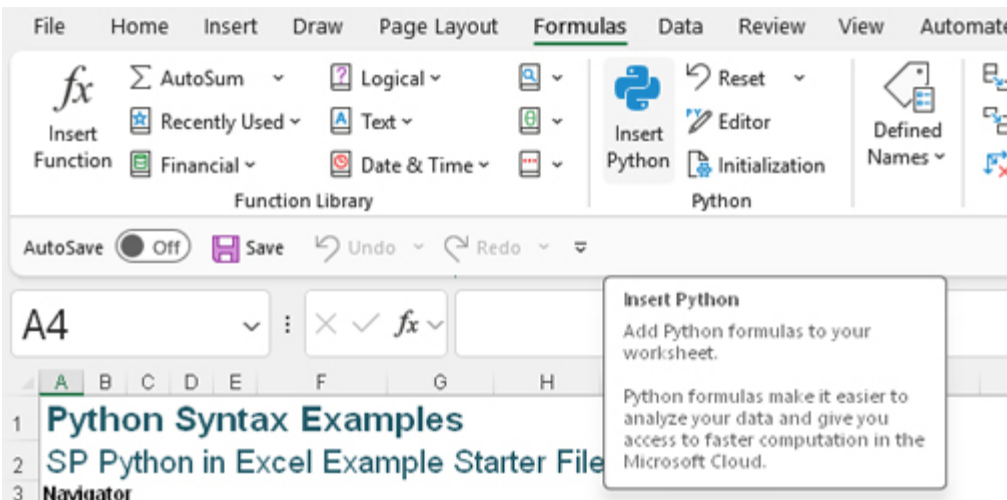 File Home Insert Draw Page Layout Formulas Data Review View Automate
fx Insert Function
AutoSum
Recently Used
Financial
Logical
Text
Date & Time
Function Library
Insert Python
Reset
Editor
Initialization
Python
Defined Names
AutoSave Off Save Undo Redo
A4 fx
Insert Python
Add Python formulas to your
worksheet.
Python formulas make it easier to
analyze your data and give you
access to faster computation in the
Microsoft Cloud.
A B C D E F G H
1 Python Syntax Examples
2 SP Python in Excel Example Starter File
3 Navigator